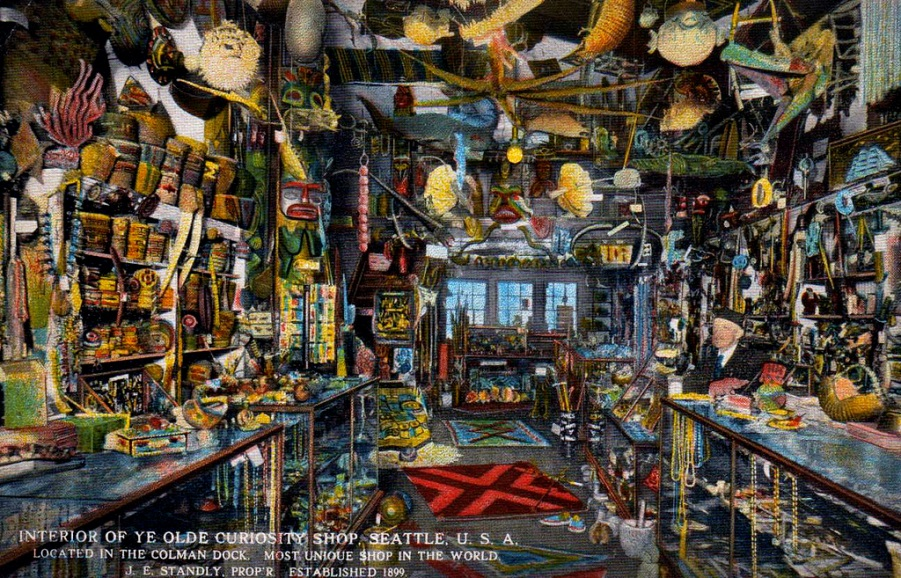 INTERIOR OF YE OLDE CURIOSITY SHOP, SEATTLE, U. S. A.
LOCATED IN THE COLMAN DOCK. MOST UNIQUE SHOP IN THE WORLD
J. E. STANDLY, PROP'R ESTABLISHED 1899.